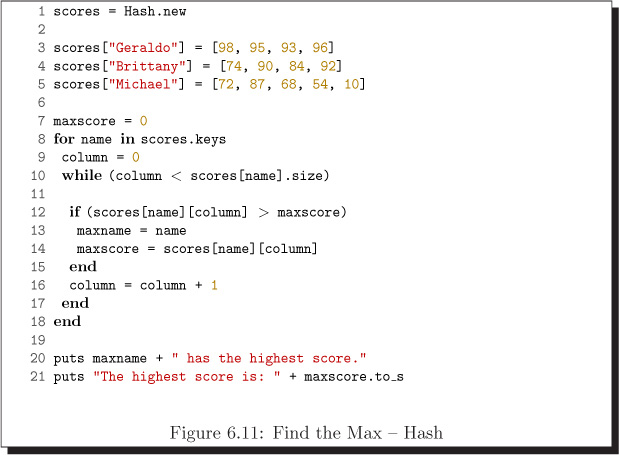 1 scores = Hash.new
2
3 scores["Geraldo"] = [98, 95, 93, 96]
4 scores["Brittany"] = [74, 90, 84, 92]
5 scores["Michael"] = [72, 87, 68, 54, 10]
6
7 maxscore = 0
8 for name in scores.keys
9  column = 0
10  while (column < scores[name].size)
11
12   if (scores[name][column] > maxscore)
13    maxname = name
14    maxscore = scores[name][column]
15   end
16   column = column + 1
17  end
18 end
19
20 puts maxname + " has the highest score."
21 puts "The highest score is: " + maxscore.to_s
Figure 6.11: Find the Max – Hash